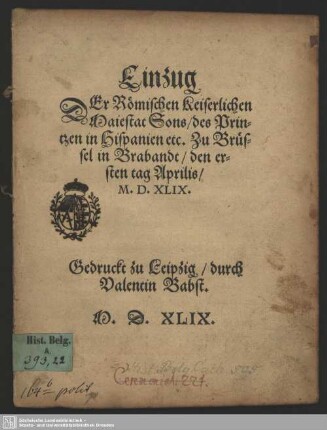 Einzug
DEr Römischen Keiserlichen
Maiestat Sons/des Prin-
tzen in Hispanien etc. Zu Brüs-
sel in Brabandt/den er-
sten tag Aprilis/
M. D. XLIX.
Gedruckt zu Leipzig/durch
Valentin Babst.
M. D. XLIX.
Hist. Belg.
A
393,22